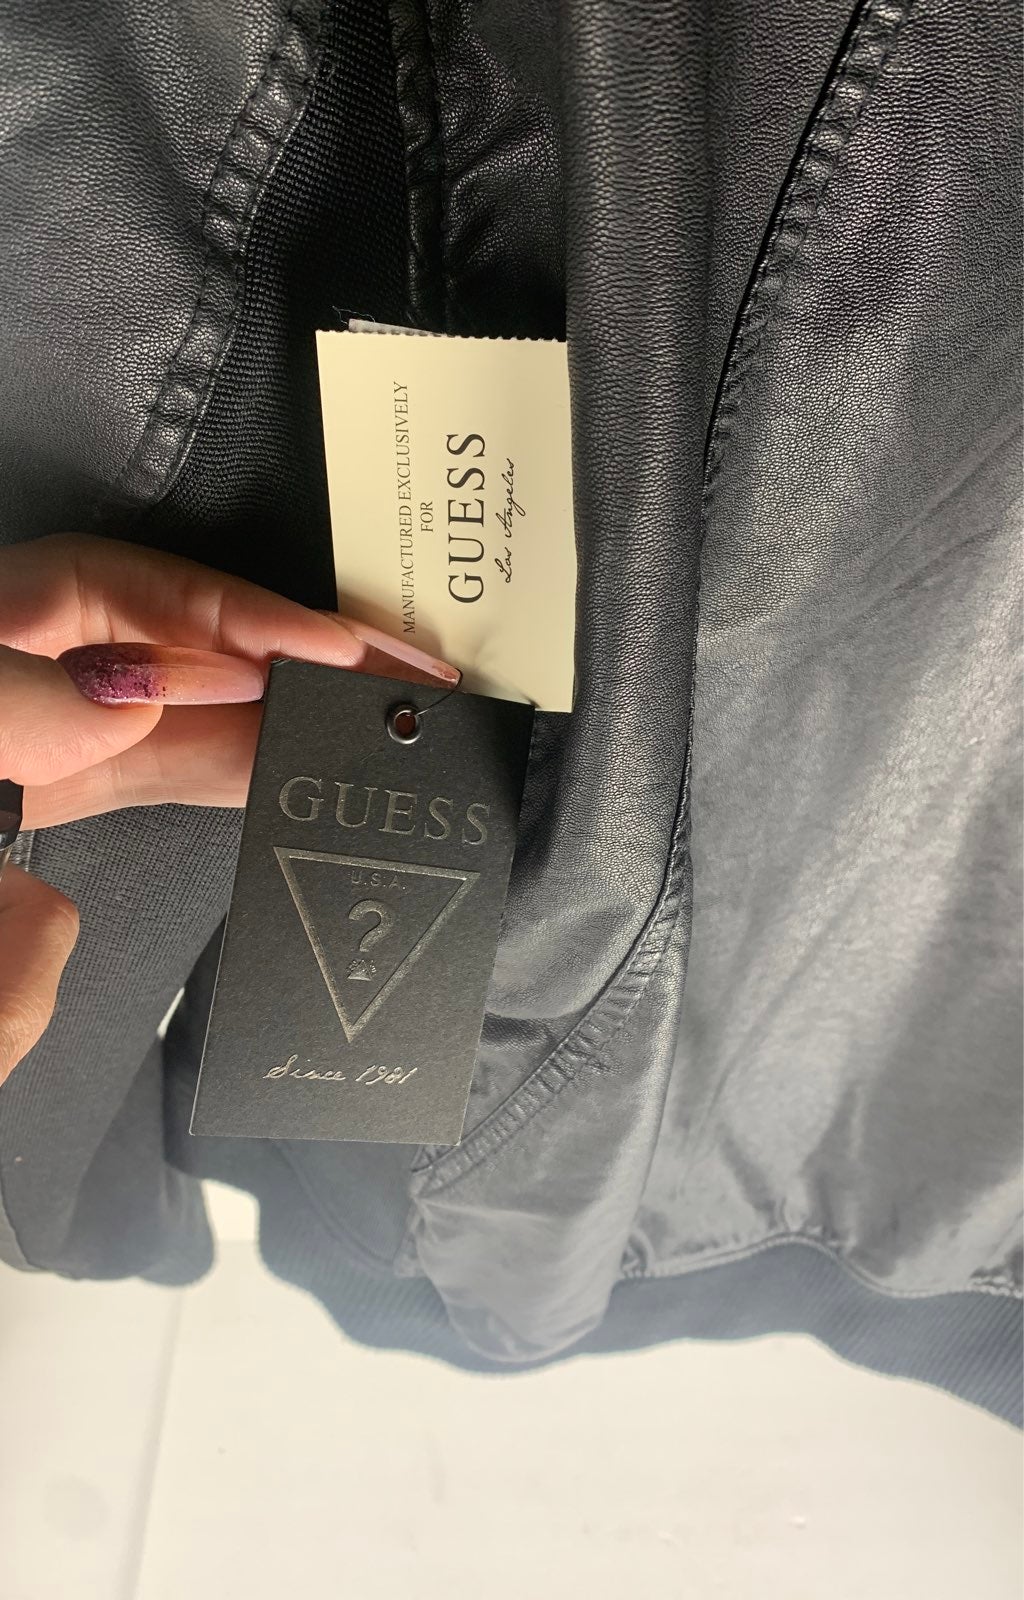 MANUFACTURED EXCLUSIVELY
FOR
GUESS
Los Angeles
GUESS
U.S.A.
?
Since 1981